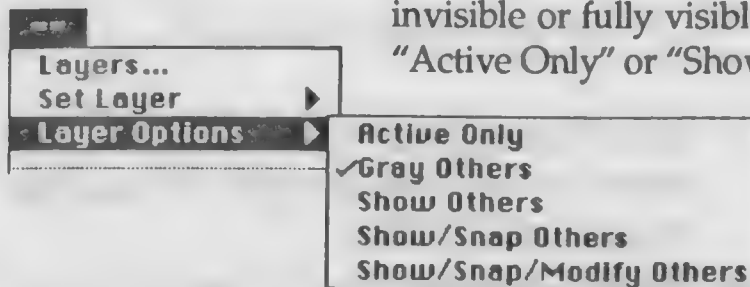 invisible or fully visibl
"Active Only" or "Show
Layers...
Set Layer
Layer Options
Active Only
✓Gray Others
Show Others
Show/Snap Others
Show/Snap/Modify Others